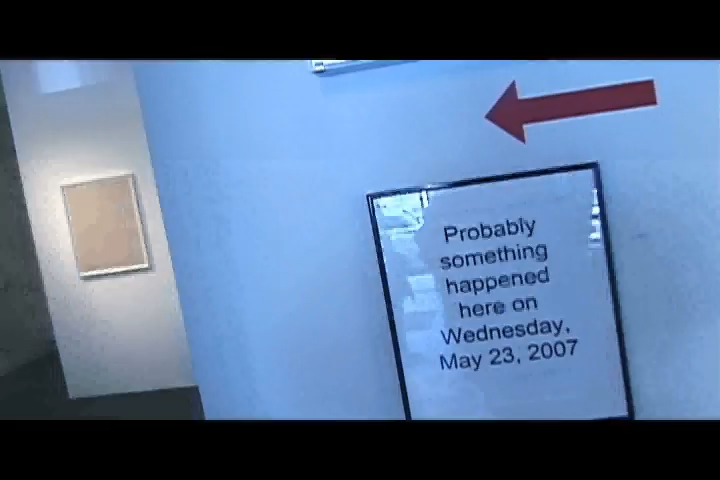 Probably
something
happened
here on
Wednesday,
May 23, 2007